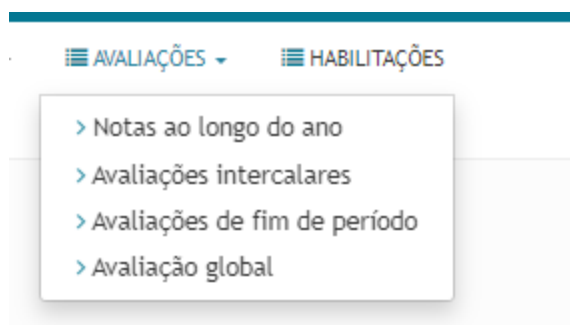 AVALIAÇÕES HABILITAÇÕES
Notas ao longo do ano
Avaliações intercalares
Avaliações de fim de período
Avaliação global